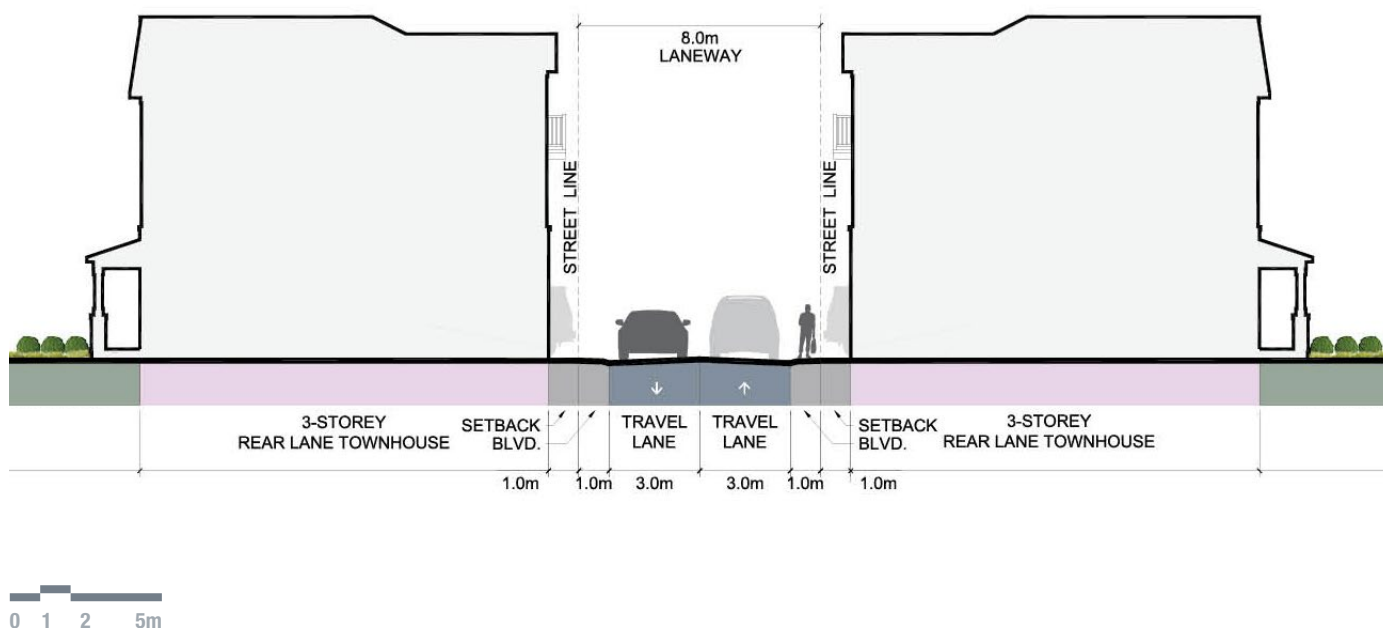 8.0m
LANEWAY
STREET LINE
STREET LINE
3-STOREY
REAR LANE TOWNHOUSE
SETBACK
BLVD.
TRAVEL
LANE
TRAVEL
LANE
SETBACK
BLVD.
3-STOREY
REAR LANE TOWNHOUSE
1.0m 1.0m 3.0m 3.0m 1.0m 1.0m
0 1 2 5m